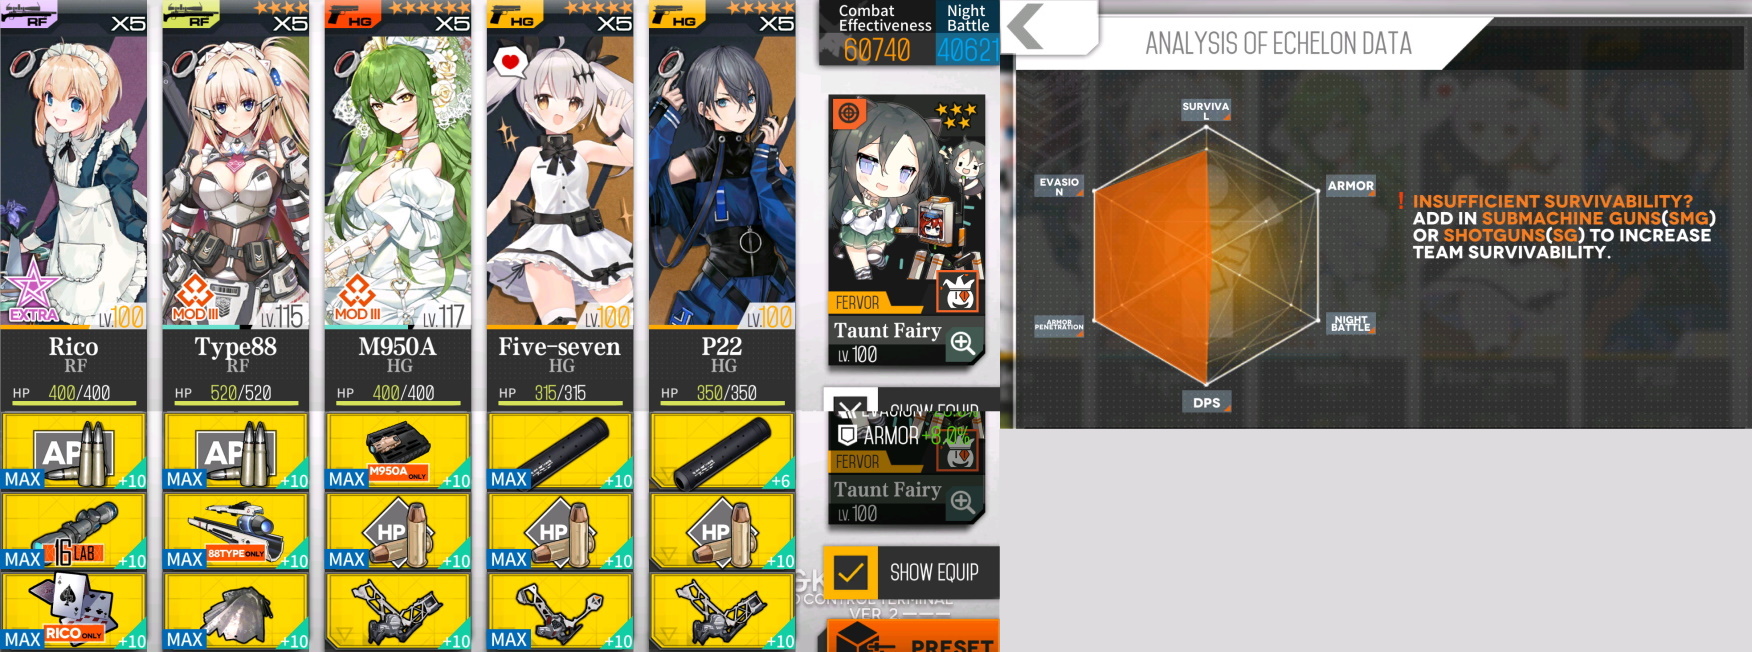 RF
X5
RF
X5
HG
X5
HG
X5
HG
X5
Combat
Effectiveness
60740
Night
Battle
40621
EXTRA
LV.100
MOD III
LV.115
MOD III
LV.117
LV.100
LV.100
Rico
RF
HP 400/400
Type88
RF
HP 520/520
M950A
HG
HP 400/400
Five-seven
HG
HP 315/315
P22
HG
HP 350/350
FERVOR
Taunt Fairy
LV.100
AP
MAX
+10
AP
MAX
+10
M950A ONLY
MAX
+10
MAX
+10
+6
16LAB
MAX
+10
88TYPE ONLY
MAX
+10
HP
MAX
+10
HP
MAX
+10
HP
+10
RICO ONLY
MAX
+10
MAX
+10
+10
MAX
+10
+10
ARMOR
FERVOR
Taunt Fairy
LV.100
SHOW EQUIP
VER.2
PRESET
ANALYSIS OF ECHELON DATA
SURVIVA
L
EVASIO
N
ARMOR
ARMOR
PENETRATION
NIGHT
BATTLE
DPS
! INSUFFICIENT SURVIVABILITY?
ADD IN SUBMACHINE GUNS(SMG)
OR SHOTGUNS(SG) TO INCREASE
TEAM SURVIVABILITY.